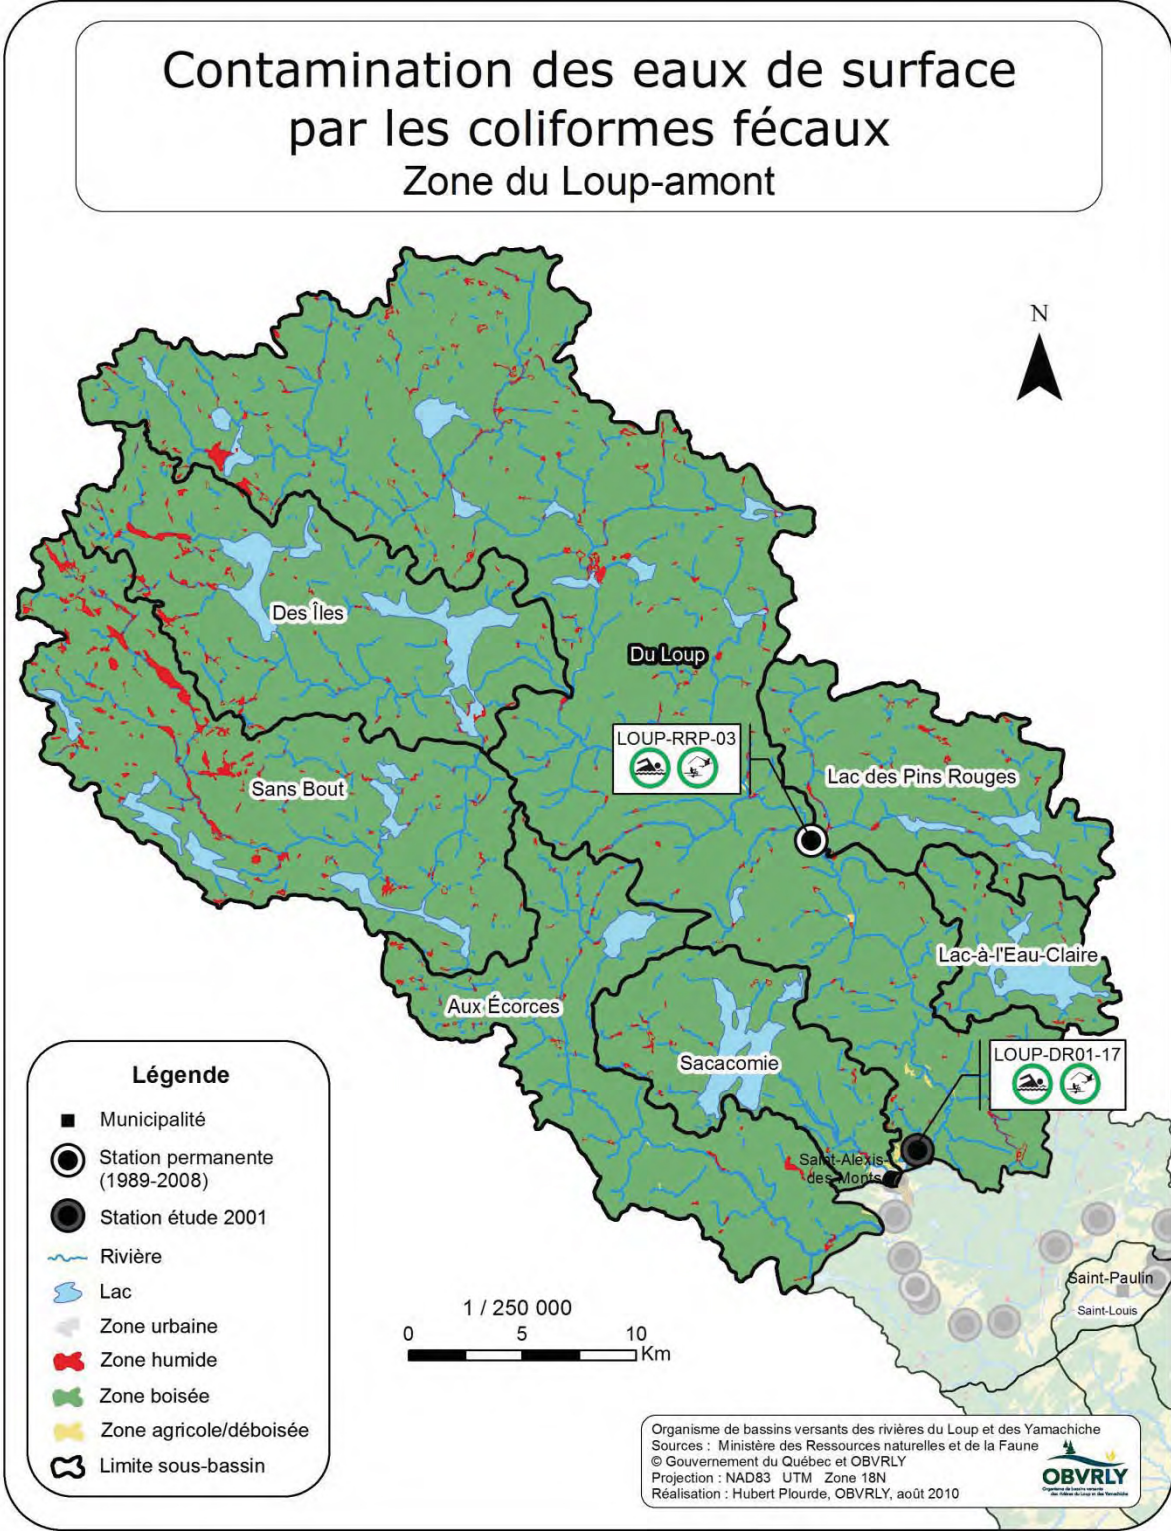 Contamination des eaux de surface
par les coliformes fécaux
Zone du Loup-amont
N
Des Îles
Du Loup
LOUP-RRP-03
Lac des Pins Rouges
Sans Bout
Lac-à-l'Eau-Claire
Aux Écorces
Sacacomie
LOUP-DR01-17
Saint-Alexis-
des-Monts
Saint-Paulin
Saint-Louis
Légende
Municipalité
Station permanente
(1989-2008)
Station étude 2001
Rivière
Lac
Zone urbaine
Zone humide
Zone boisée
Zone agricole/déboisée
Limite sous-bassin
1 / 250 000
0 5 10
Km
Organisme de bassins versants des rivières du Loup et des Yamachiche
Sources : Ministère des Ressources naturelles et de la Faune
© Gouvernement du Québec et OBVRLY
Projection : NAD83 UTM Zone 18N
Réalisation : Hubert Plourde, OBVRLY, août 2010
OBVRLY